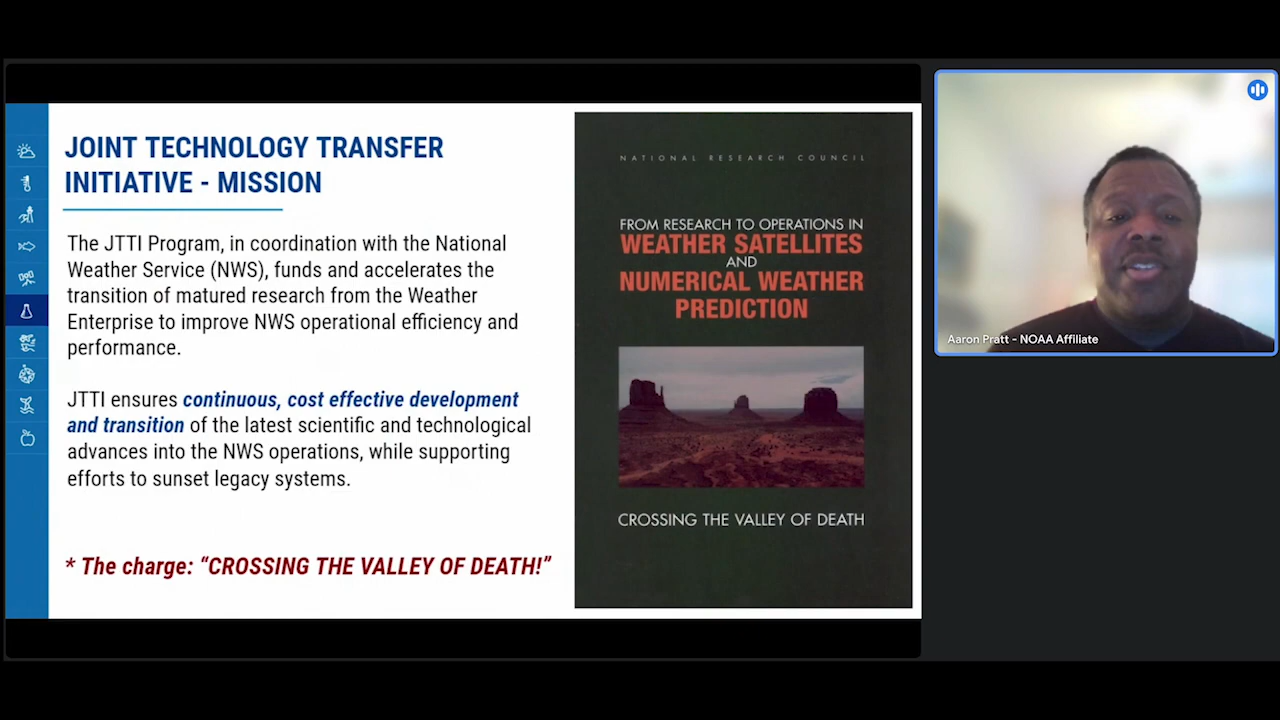 JOINT TECHNOLOGY TRANSFER
INITIATIVE - MISSION
The JTTI Program, in coordination with the National
Weather Service (NWS), funds and accelerates the
transition of matured research from the Weather
Enterprise to improve NWS operational efficiency and
performance.
JTTI ensures continuous, cost effective development
and transition of the latest scientific and technological
advances into the NWS operations, while supporting
efforts to sunset legacy systems.
* The charge: “CROSSING THE VALLEY OF DEATH!”
NATIONAL RESEARCH COUNCIL
FROM RESEARCH TO OPERATIONS IN
WEATHER SATELLITES
AND
NUMERICAL WEATHER
PREDICTION
CROSSING THE VALLEY OF DEATH
Aaron Pratt - NOAA Affiliate